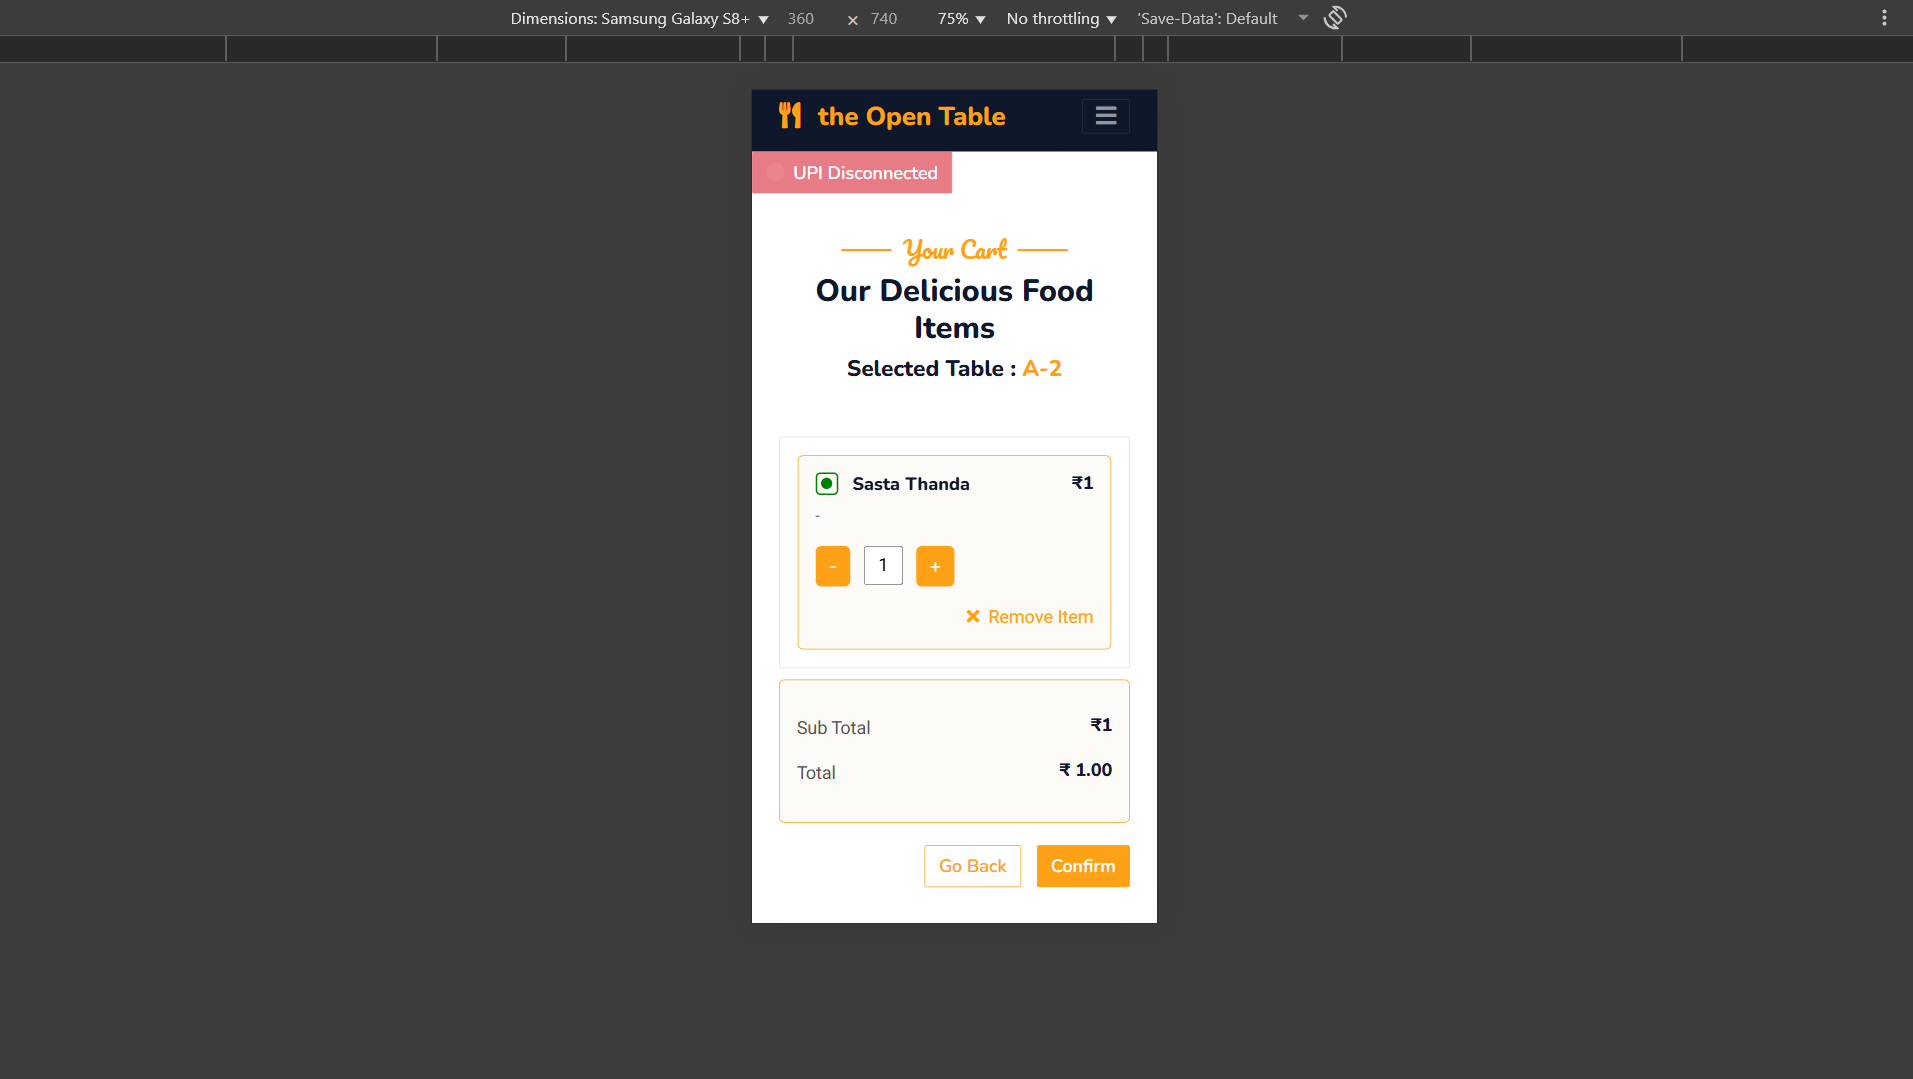 Dimensions: Samsung Galaxy S8+ ▼ 360 × 740 75% ▼ No throttling ▼ 'Save-Data': Default
the Open Table
UPI Disconnected
Your Cart
Our Delicious Food
Items
Selected Table : A-2
Sasta Thanda ₹1
-
- 1 +
Remove Item
Sub Total ₹1
Total ₹ 1.00
Go Back Confirm